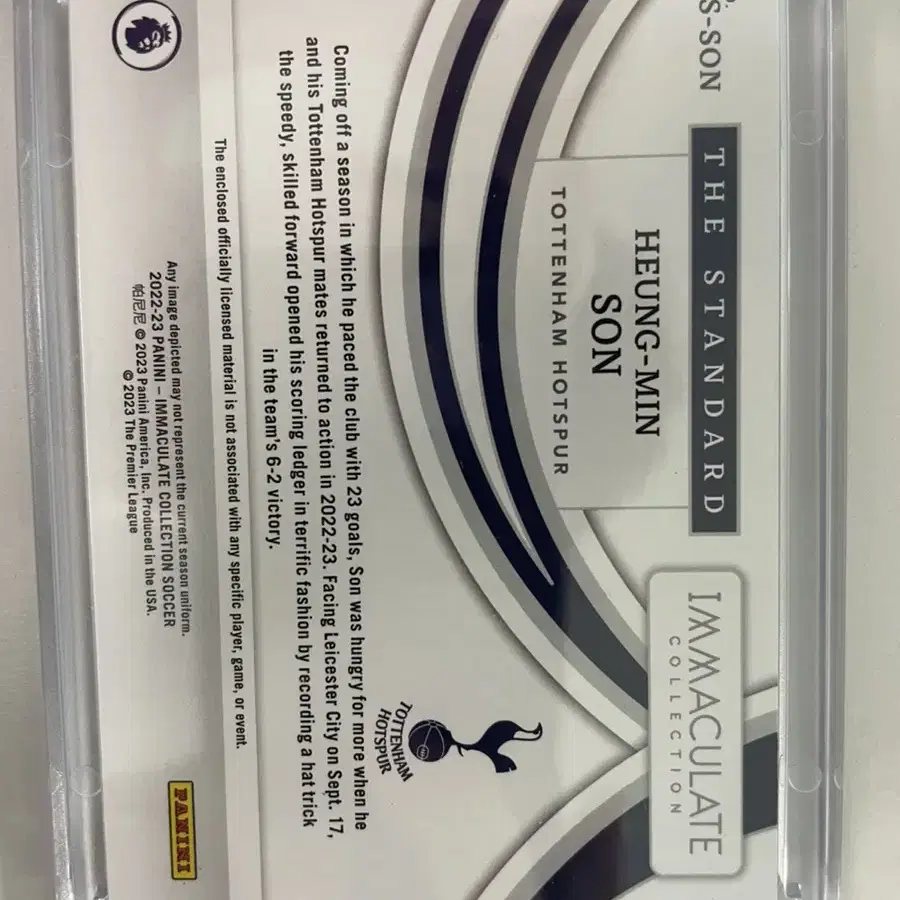 S-SON
THE STANDARD
HEUNG-MIN
SON
TOTTENHAM HOTSPUR
IMMACULATE
COLLECTION
Coming off a season in which he paced the club with 23 goals, Son was hungry for more when he
and his Tottenham Hotspur mates returned to action in 2022-23. Facing Leicester City on Sept. 17,
the speedy, skilled forward opened his scoring ledger in terrific fashion by recording a hat trick
in the team's 6-2 victory.
TOTTENHAM
HOTSPUR
The enclosed officially licensed material is not associated with any specific player, game, or event.
Any image depicted may not represent the current season uniform.
2022-23 PANINI – IMMACULATE COLLECTION SOCCER
帕尼尼 © 2023 Panini America, Inc. Produced in the USA.
© 2023 The Premier League
PANINI